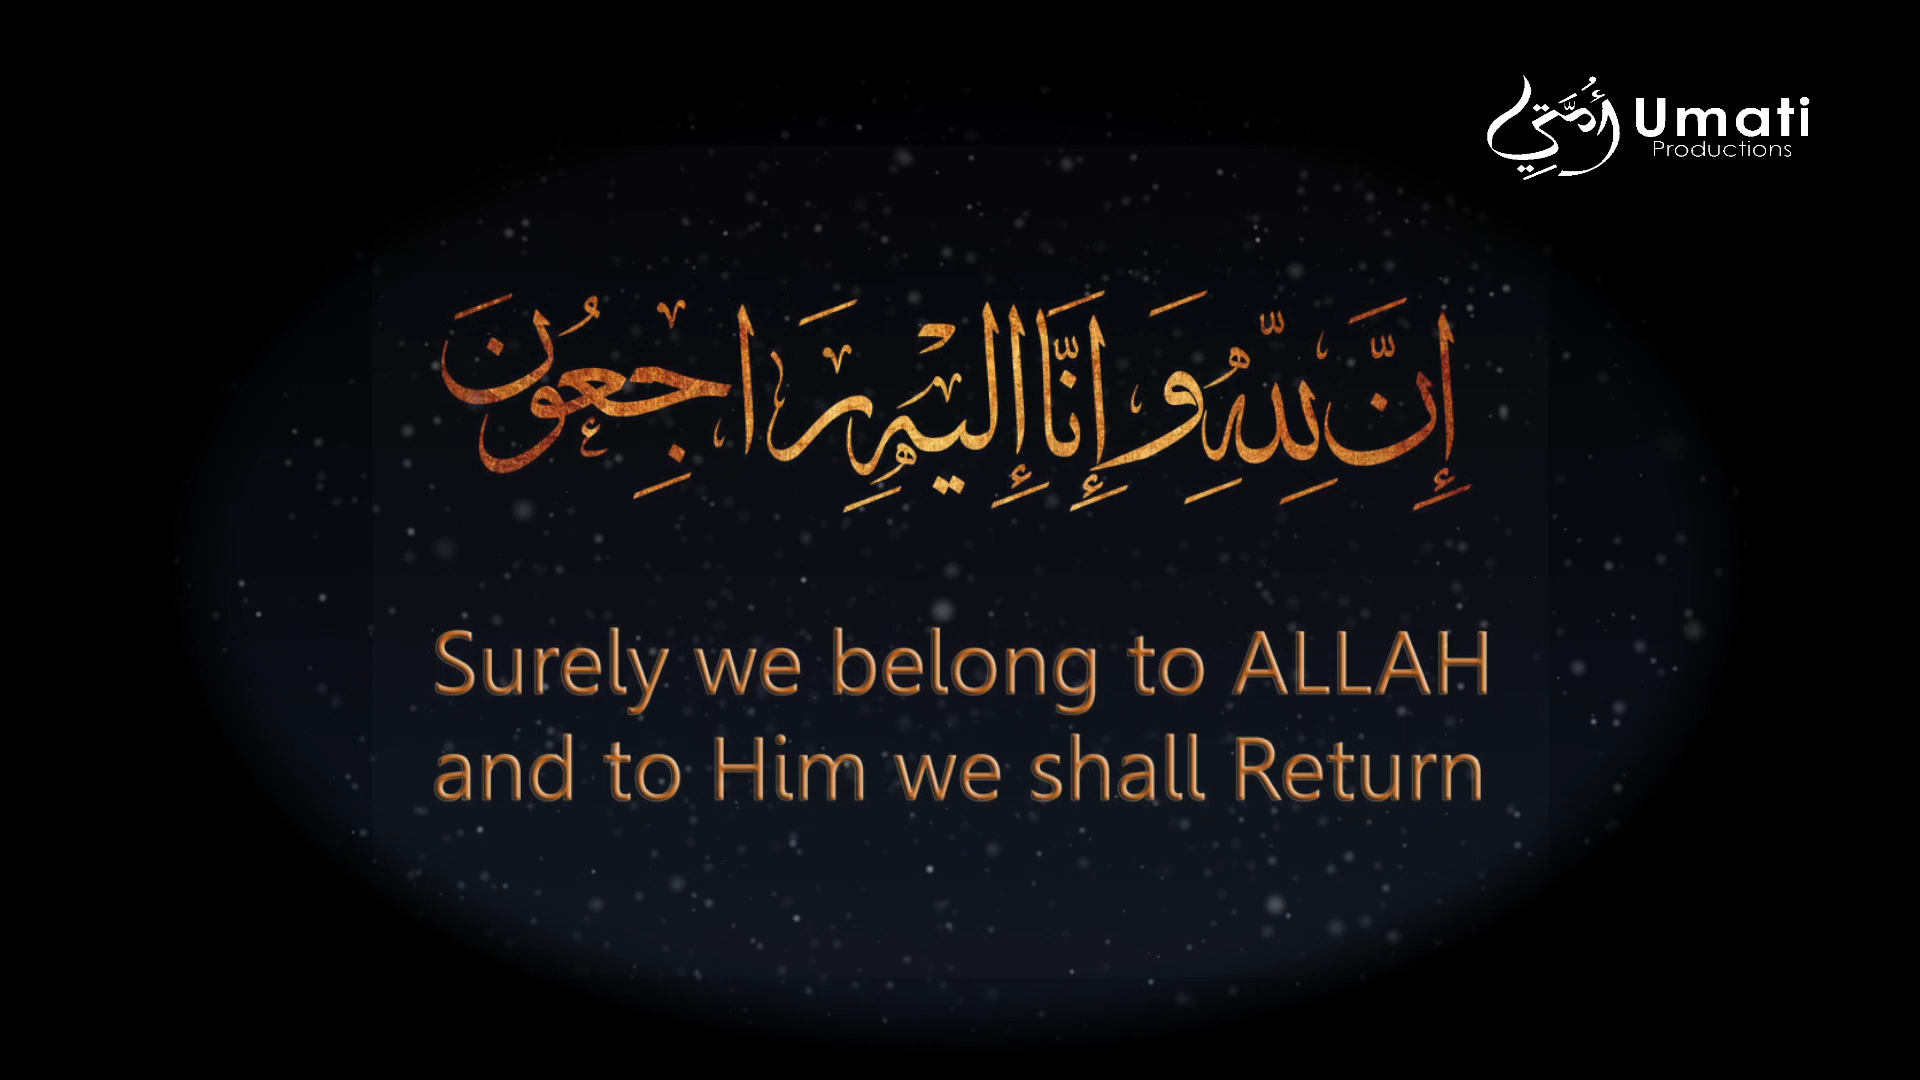 أُمَّتِي Umati
Productions
إِنَّ لِلّٰهِ وَ إِنَّا إِلَيْهِ رَاجِعُونَ
Surely we belong to ALLAH
and to Him we shall Return